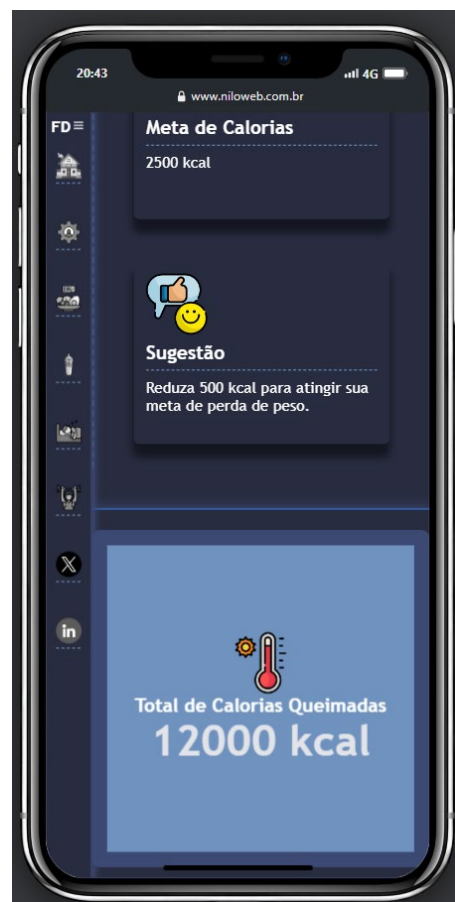 20:43
4G
www.niloweb.com.br
FD
Meta de Calorias
2500 kcal
Sugestão
Reduza 500 kcal para atingir sua
meta de perda de peso.
X
in
Total de Calorias Queimadas
12000 kcal